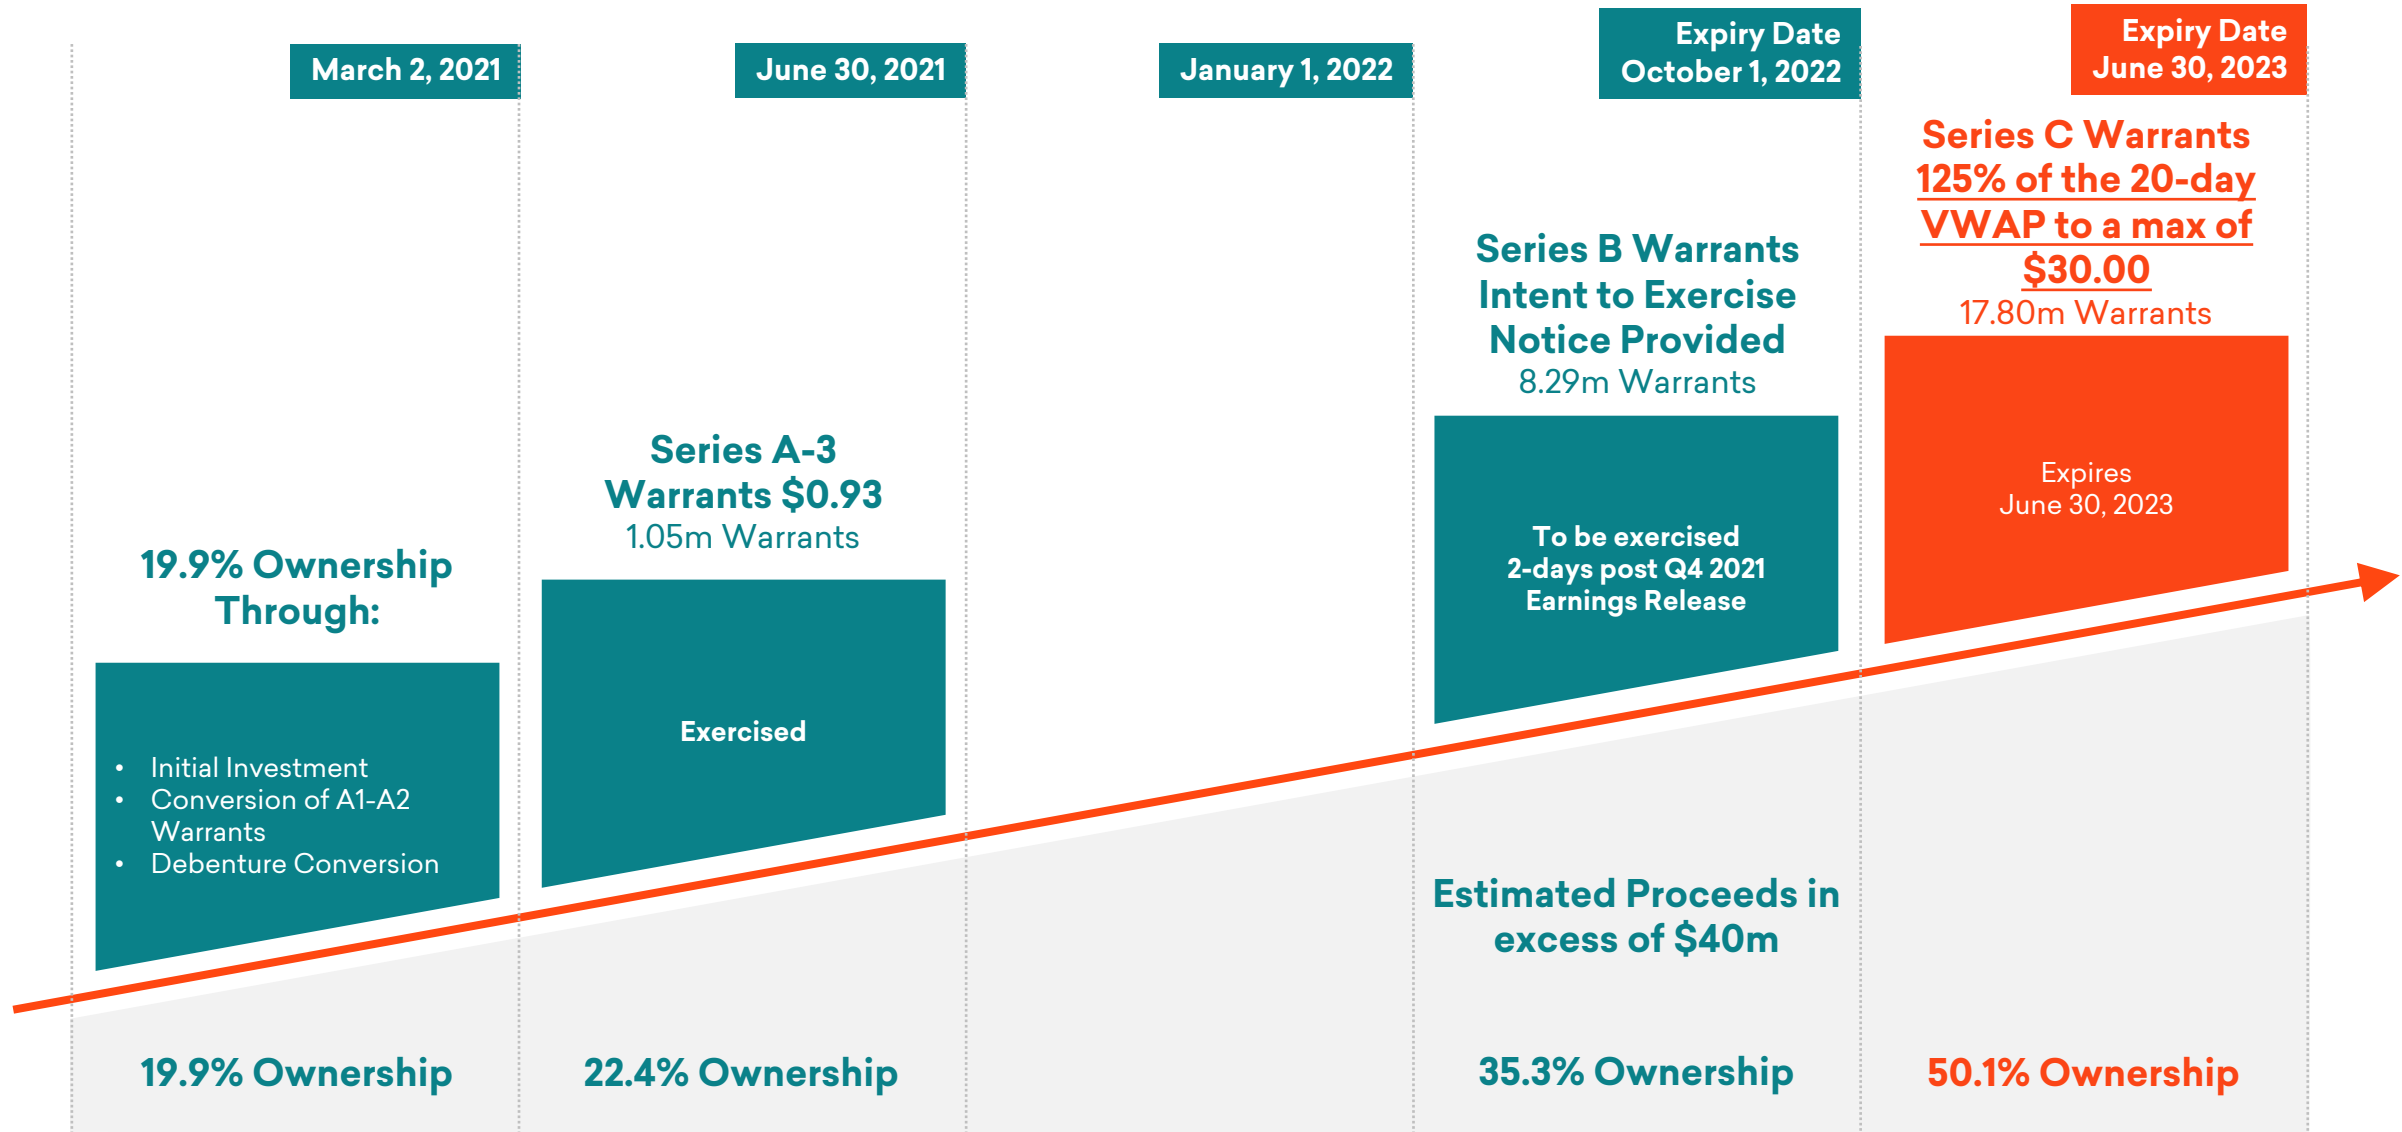 March 2, 2021
June 30, 2021
January 1, 2022
Expiry Date
October 1, 2022
Expiry Date
June 30, 2023
19.9% Ownership
Through:
• Initial Investment
• Conversion of A1-A2
Warrants
• Debenture Conversion
19.9% Ownership
Series A-3
Warrants $0.93
1.05m Warrants
Exercised
22.4% Ownership
Series B Warrants
Intent to Exercise
Notice Provided
8.29m Warrants
To be exercised
2-days post Q4 2021
Earnings Release
Estimated Proceeds in
excess of $40m
35.3% Ownership
Series C Warrants
125% of the 20-day
VWAP to a max of
$30.00
17.80m Warrants
Expires
June 30, 2023
50.1% Ownership